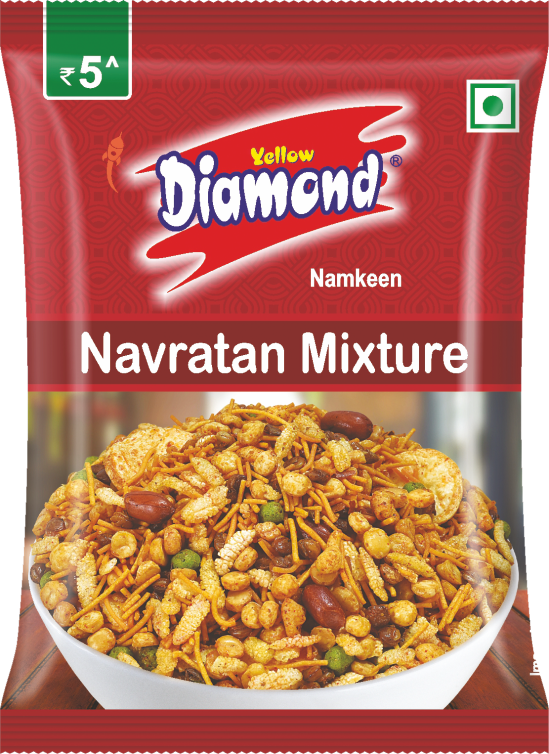 ₹5^
Yellow
Diamond®
Namkeen
Navratan Mixture